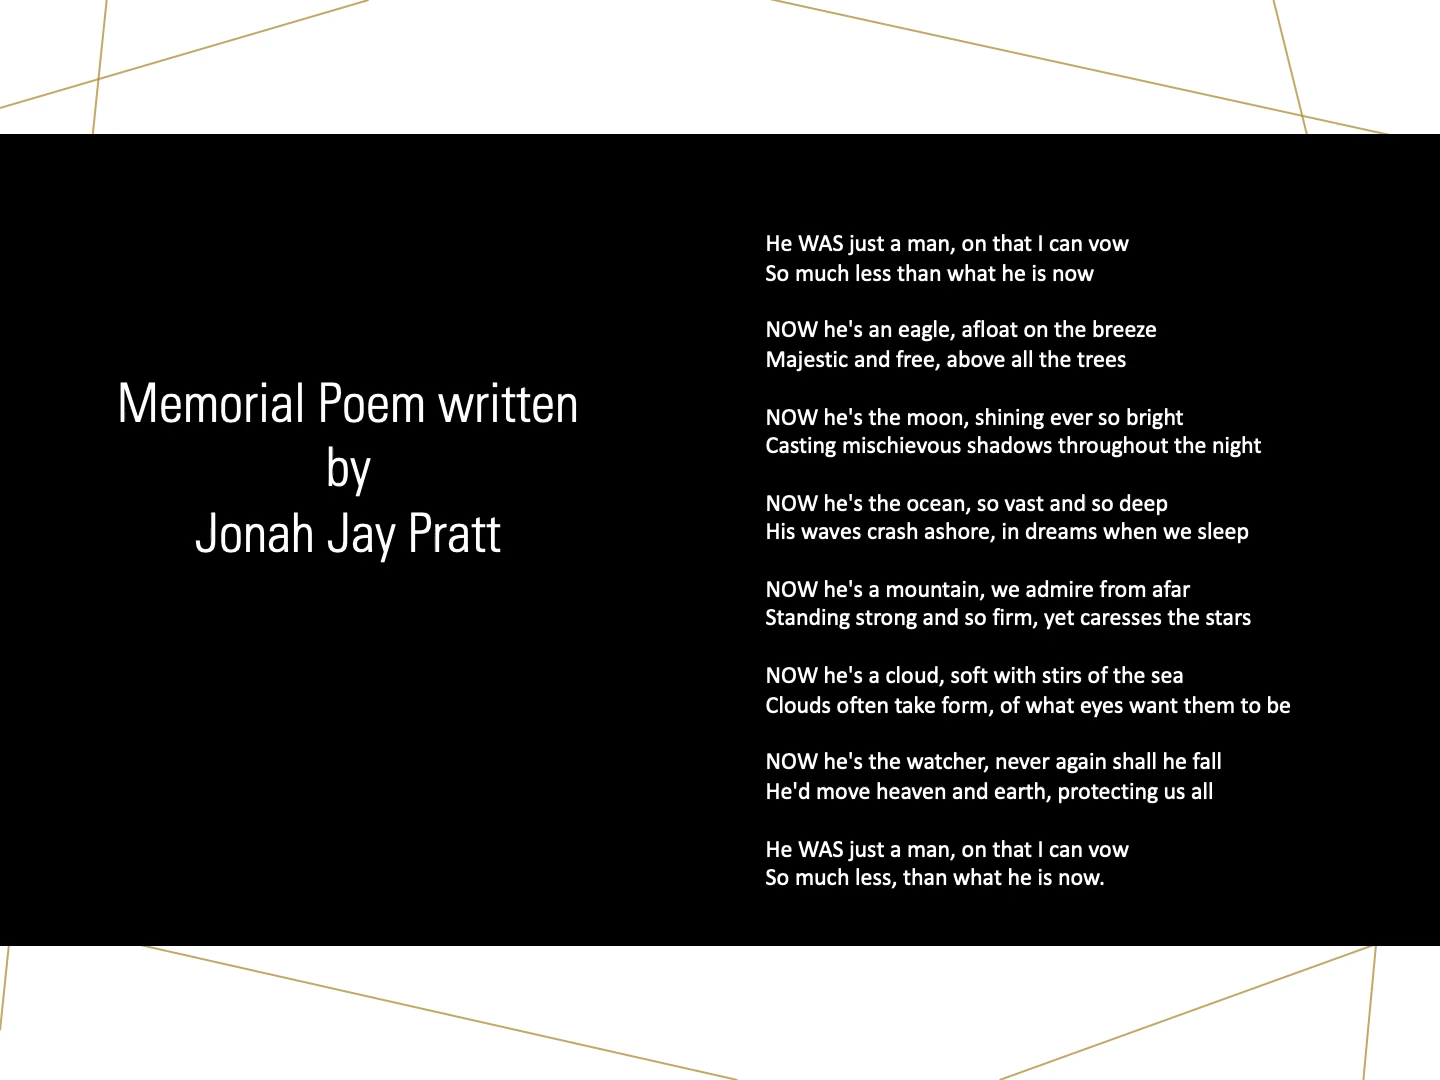 Memorial Poem written
by
Jonah Jay Pratt
He WAS just a man, on that I can vow
So much less than what he is now
NOW he's an eagle, afloat on the breeze
Majestic and free, above all the trees
NOW he's the moon, shining ever so bright
Casting mischievous shadows throughout the night
NOW he's the ocean, so vast and so deep
His waves crash ashore, in dreams when we sleep
NOW he's a mountain, we admire from afar
Standing strong and so firm, yet caresses the stars
NOW he's a cloud, soft with stirs of the sea
Clouds often take form, of what eyes want them to be
NOW he's the watcher, never again shall he fall
He'd move heaven and earth, protecting us all
He WAS just a man, on that I can vow
So much less, than what he is now.